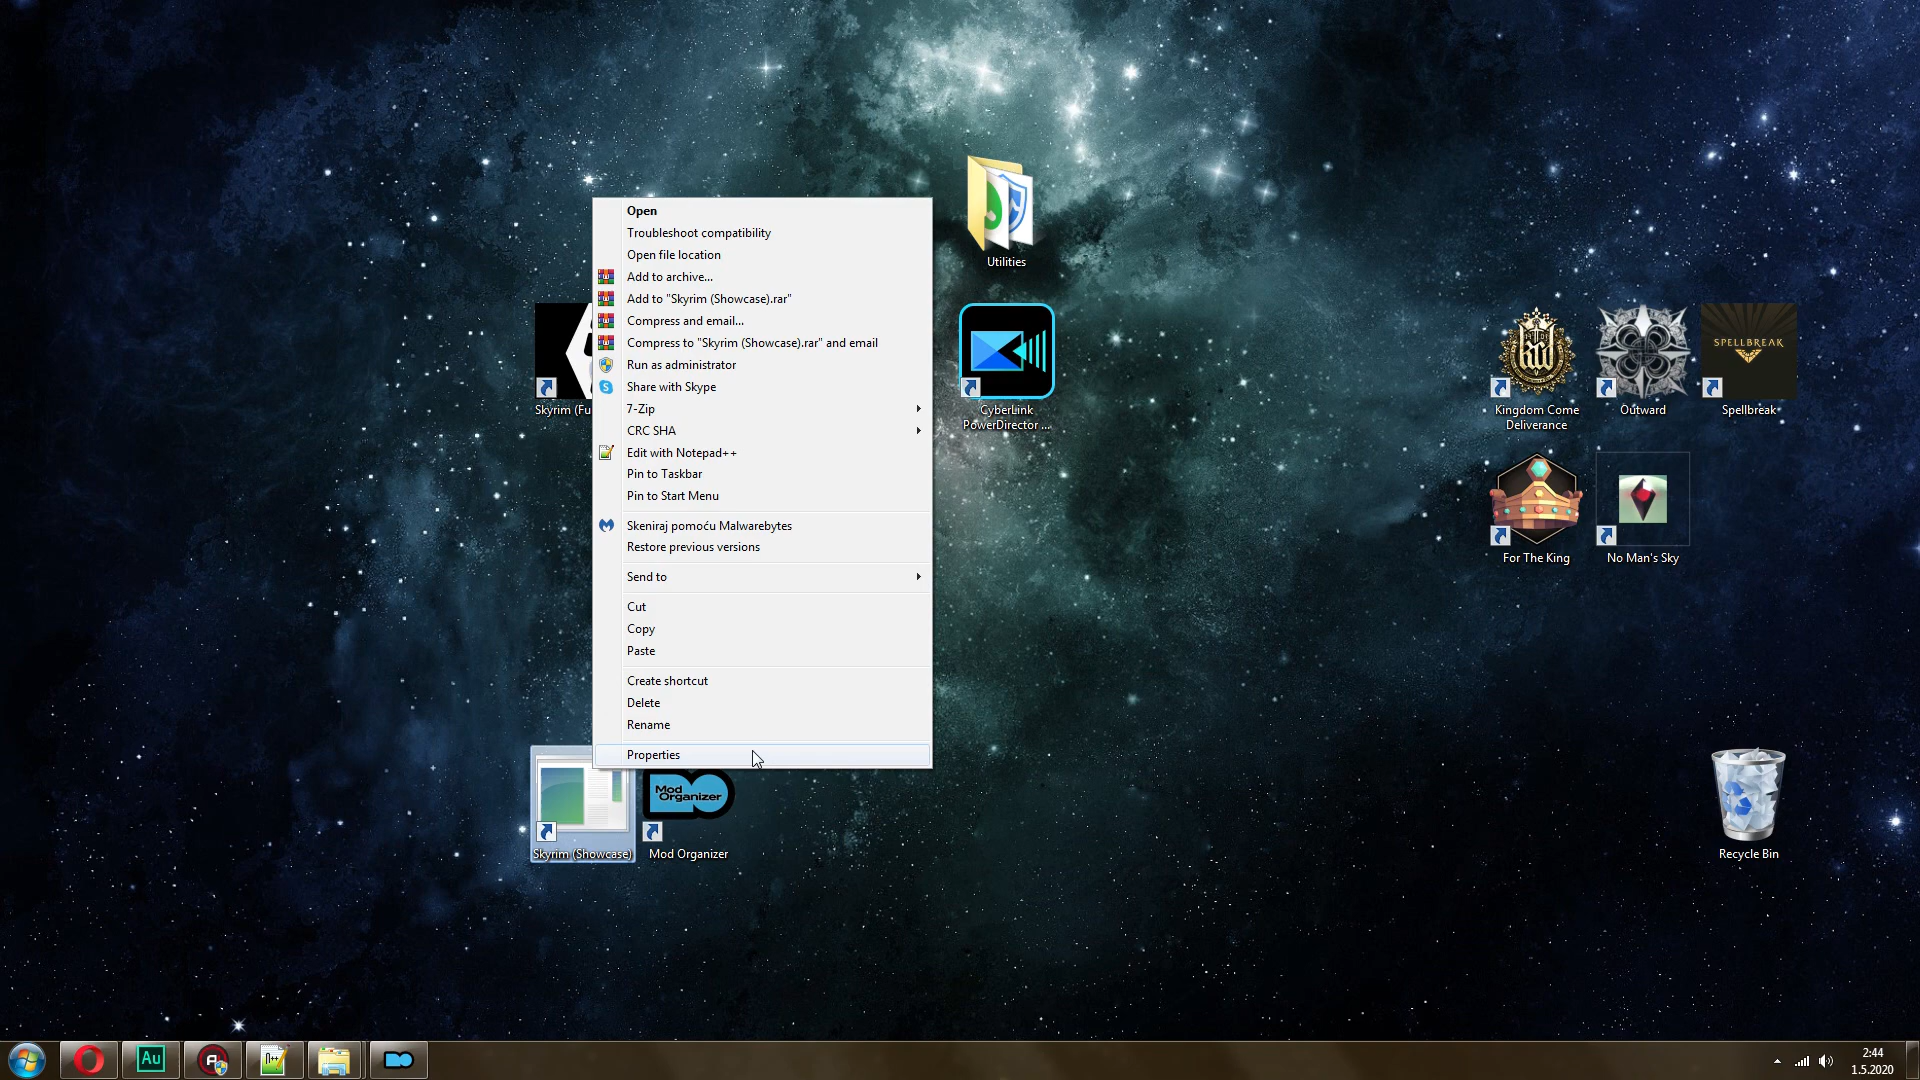 Open
Troubleshoot compatibility
Open file location
Add to archive...
Add to "Skyrim (Showcase).rar"
Compress and email...
Compress to "Skyrim (Showcase).rar" and email
Run as administrator
Share with Skype
7-Zip
CRC SHA
Edit with Notepad++
Pin to Taskbar
Pin to Start Menu
Skeniraj pomoću Malwarebytes
Restore previous versions
Send to
Cut
Copy
Paste
Create shortcut
Delete
Rename
Properties
Skyrim (Fu
Skyrim (Showcase)
Mod
Organizer
Mod Organizer
Utilities
CyberLink
PowerDirector ...
Kingdom Come
Deliverance
Outward
SPELLBREAK
Spellbreak
For The King
No Man's Sky
Recycle Bin
Au
2:44
1.5.2020